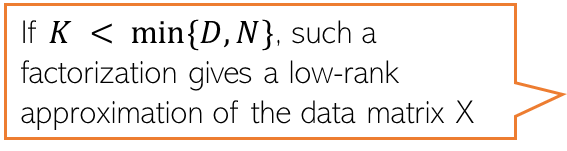 If K < min{D, N}, such a
factorization gives a low-rank
approximation of the data matrix X